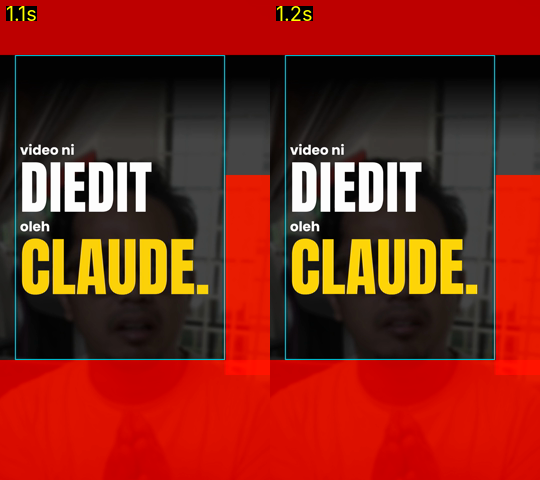 1.1s
video ni
DIEDIT
oleh
CLAUDE.
1.2s
video ni
DIEDIT
oleh
CLAUDE.